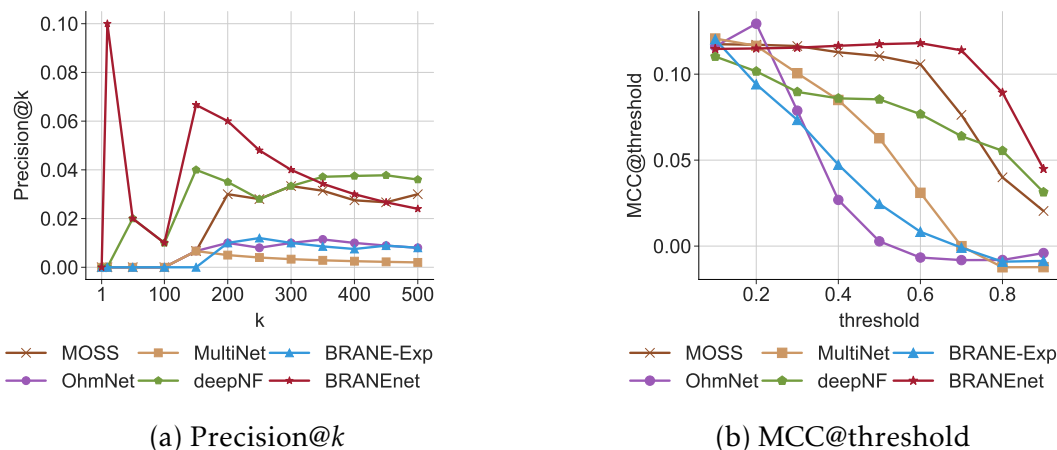 0.10
0.08
0.06
0.04
0.02
0.00
Precision@k
1 100 200 300 400 500
k
MOSS MultiNet BRANE-Exp
OhmNet deepNF BRANEnet
(a) Precision@k
0.10
0.05
0.00
MCC@threshold
0.2 0.4 0.6 0.8
threshold
MOSS MultiNet BRANE-Exp
OhmNet deepNF BRANEnet
(b) MCC@threshold